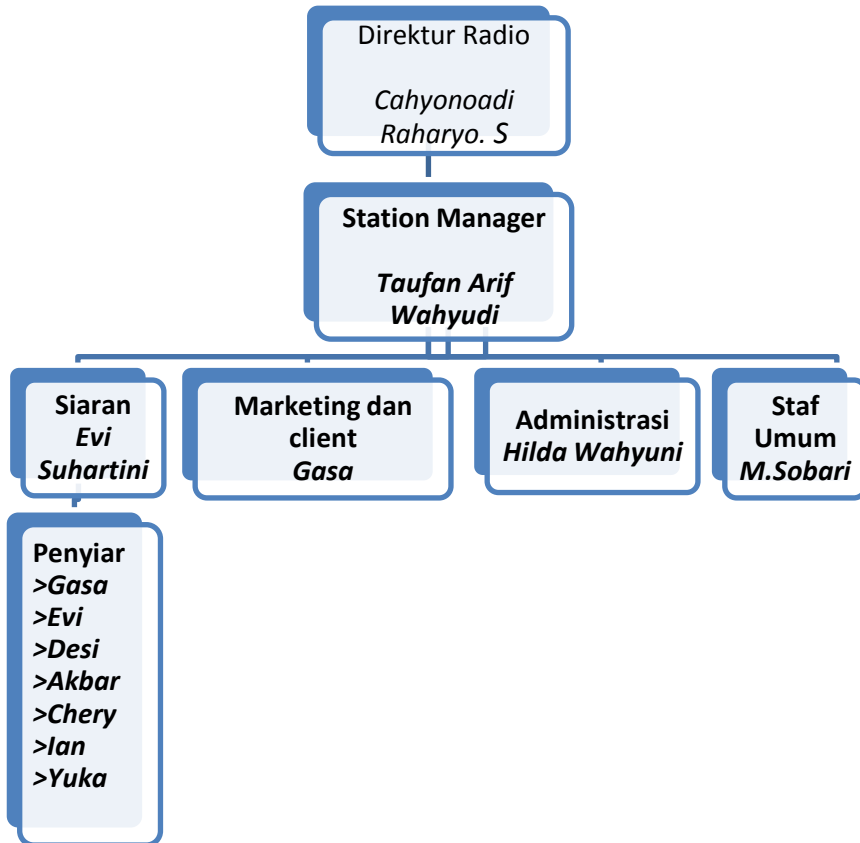 Direktur Radio
Cahyonoadi
Raharyo. S
Station Manager
Taufan Arif
Wahyudi
Siaran
Evi
Suhartini
Marketing dan
client
Gasa
Administrasi
Hilda Wahyuni
Staf
Umum
M.Sobari
Penyiar
>Gasa
>Evi
>Desi
>Akbar
>Chery
>Ian
>Yuka